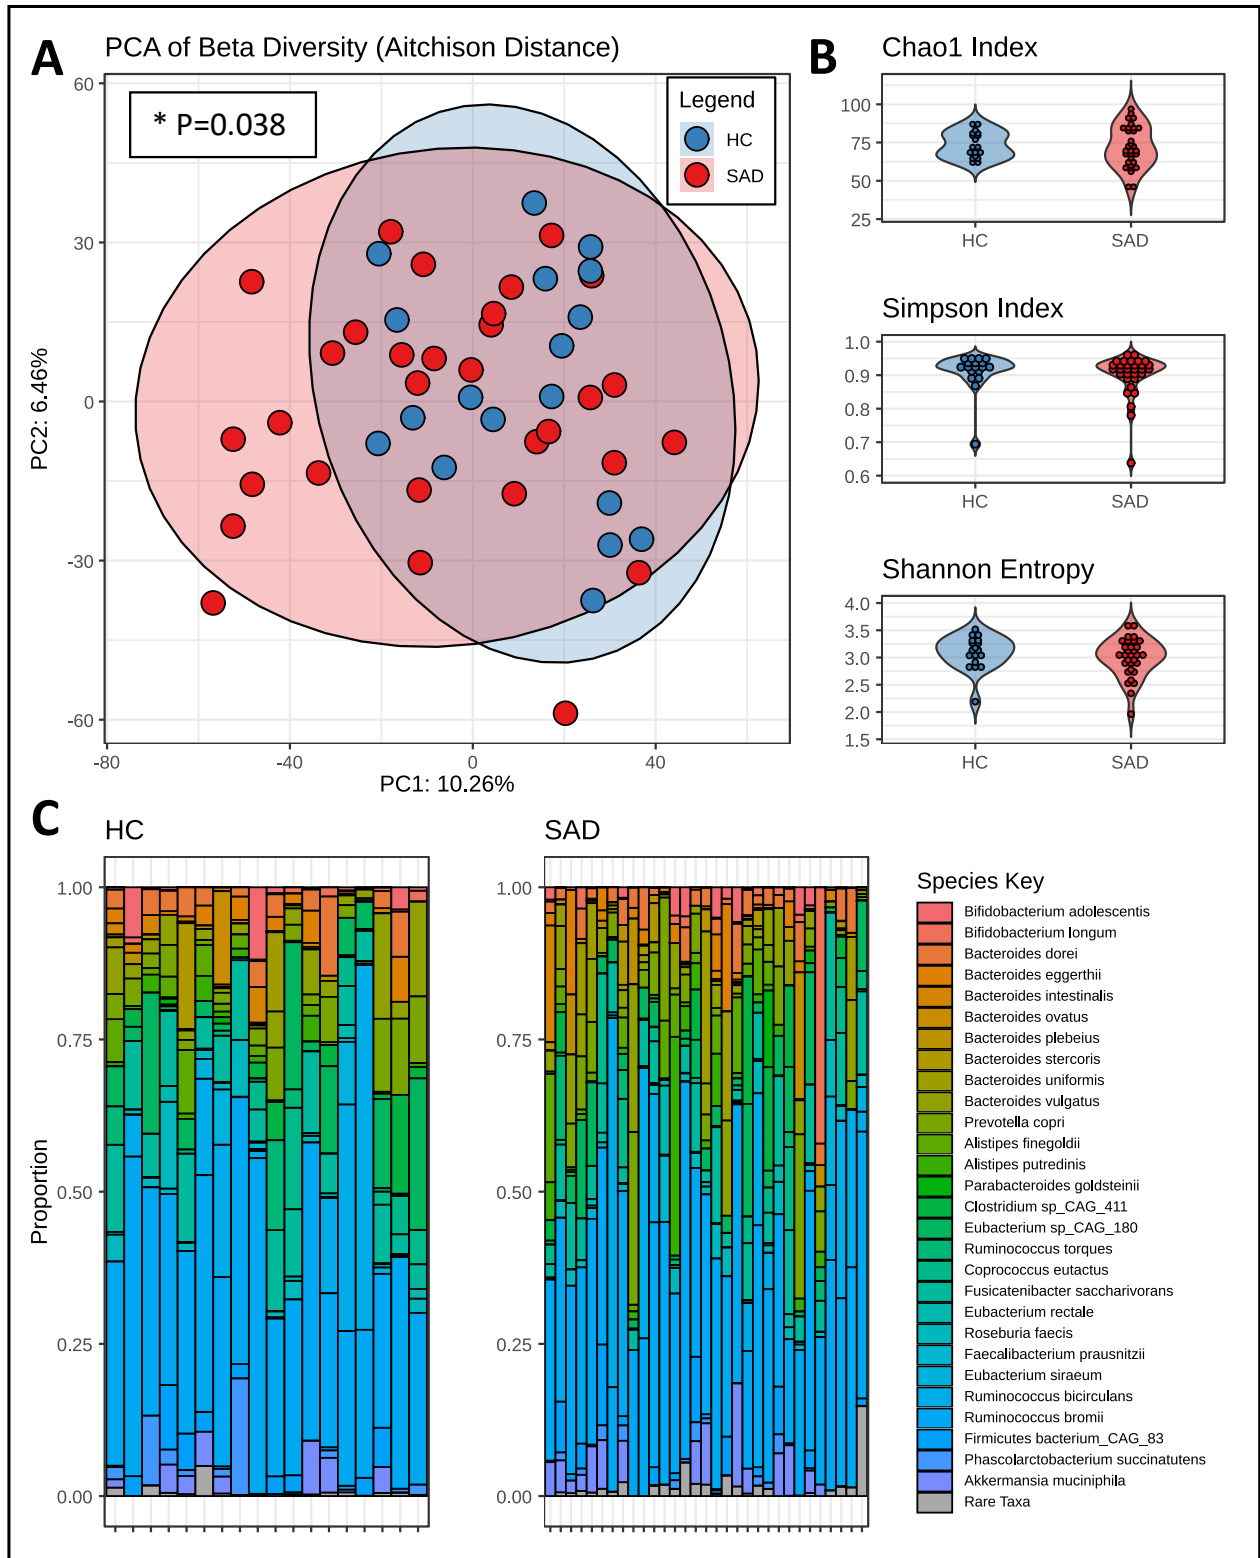 A
PCA of Beta Diversity (Aitchison Distance)
* P=0.038
Legend
HC
SAD
60
30
0
-30
-60
PC2: 6.46%
-80
-40
0
40
PC1: 10.26%
B
Chao1 Index
100
75
50
25
HC
SAD
Simpson Index
1.0
0.9
0.8
0.7
0.6
HC
SAD
Shannon Entropy
4.0
3.5
3.0
2.5
2.0
1.5
HC
SAD
C
HC
SAD
1.00
0.75
0.50
0.25
0.00
Proportion
1.00
0.75
0.50
0.25
0.00
Species Key
Bifidobacterium adolescentis
Bifidobacterium longum
Bacteroides dorei
Bacteroides eggerthii
Bacteroides intestinalis
Bacteroides ovatus
Bacteroides plebeius
Bacteroides stercoris
Bacteroides uniformis
Bacteroides vulgatus
Prevotella copri
Alistipes finegoldii
Alistipes putredinis
Parabacteroides goldsteinii
Clostridium sp_CAG_411
Eubacterium sp_CAG_180
Ruminococcus torques
Coprococcus eutactus
Fusicatenibacter saccharivorans
Eubacterium rectale
Roseburia faecis
Faecalibacterium prausnitzii
Eubacterium siraeum
Ruminococcus bicirculans
Ruminococcus bromii
Firmicutes bacterium_CAG_83
Phascolarctobacterium succinatutens
Akkermansia muciniphila
Rare Taxa